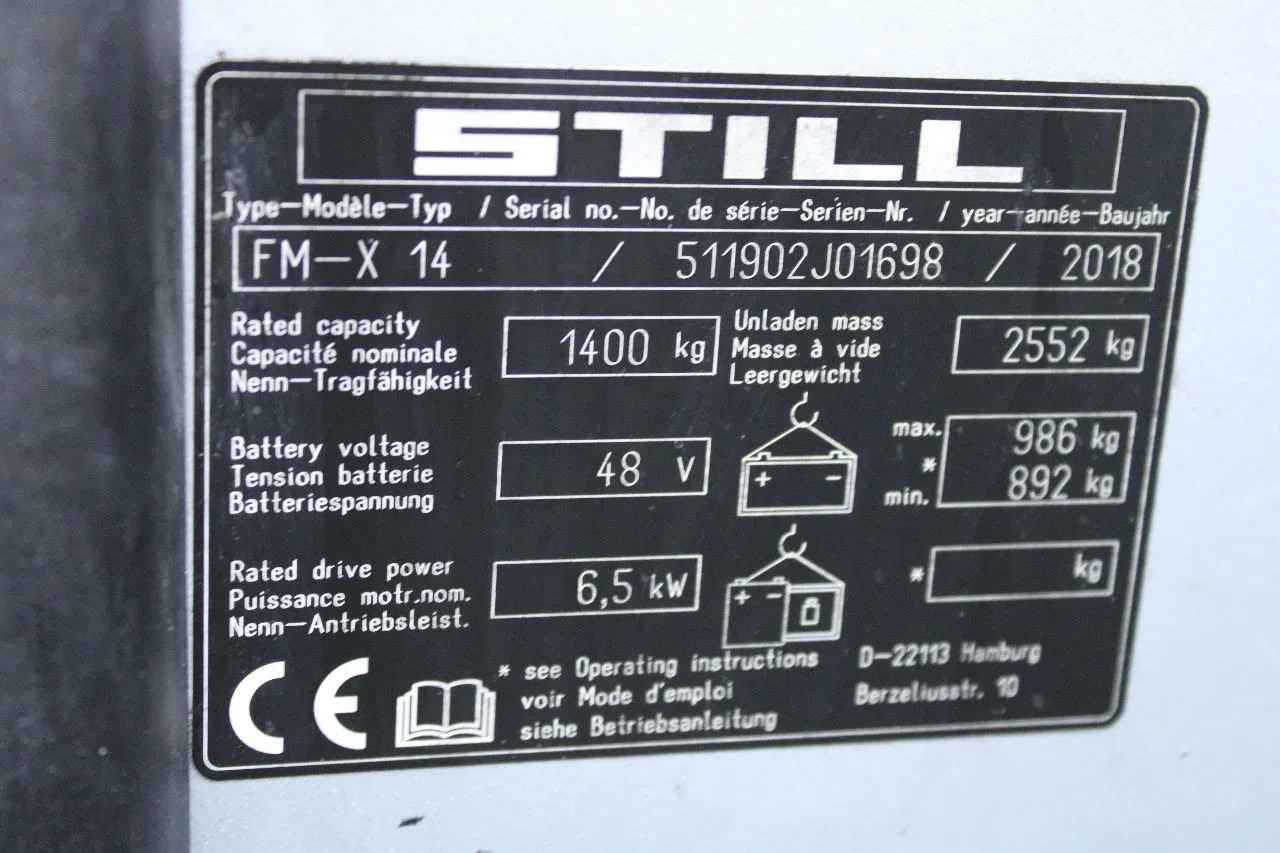 STILL
Type–Modèle–Typ / Serial no.–No. de série–Serien–Nr. / year–année–Baujahr
FM–X 14 / 511902J01698 / 2018
Rated capacity
Capacité nominale
Nenn–Tragfähigkeit
1400 kg
Unladen mass
Masse à vide
Leergewicht
2552 kg
Battery voltage
Tension batterie
Batteriespannung
48 V
+ −
max. 986 kg
*
min. 892 kg
Rated drive power
Puissance motr.nom.
Nenn–Antriebsleist.
6,5 kW
+ −
* kg
CE
* see Operating instructions
voir Mode d'emploi
siehe Betriebsanleitung
D–22113 Hamburg
Berzeliusstr. 10